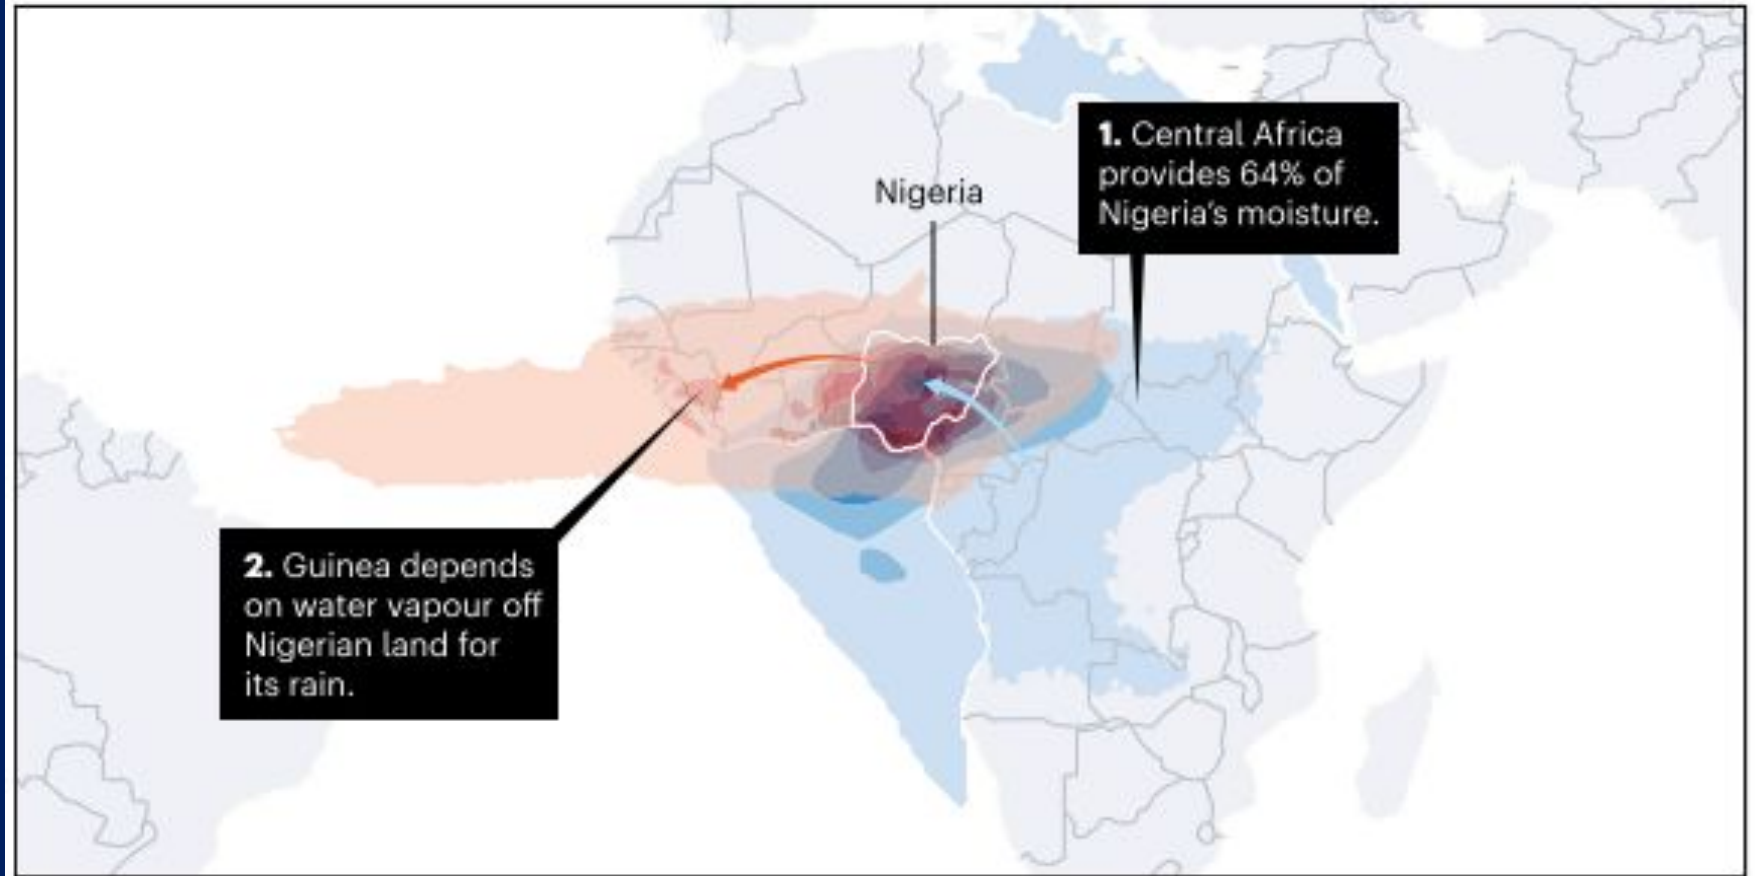 Nigeria
1. Central Africa
provides 64% of
Nigeria's moisture.
2. Guinea depends
on water vapour off
Nigerian land for
its rain.